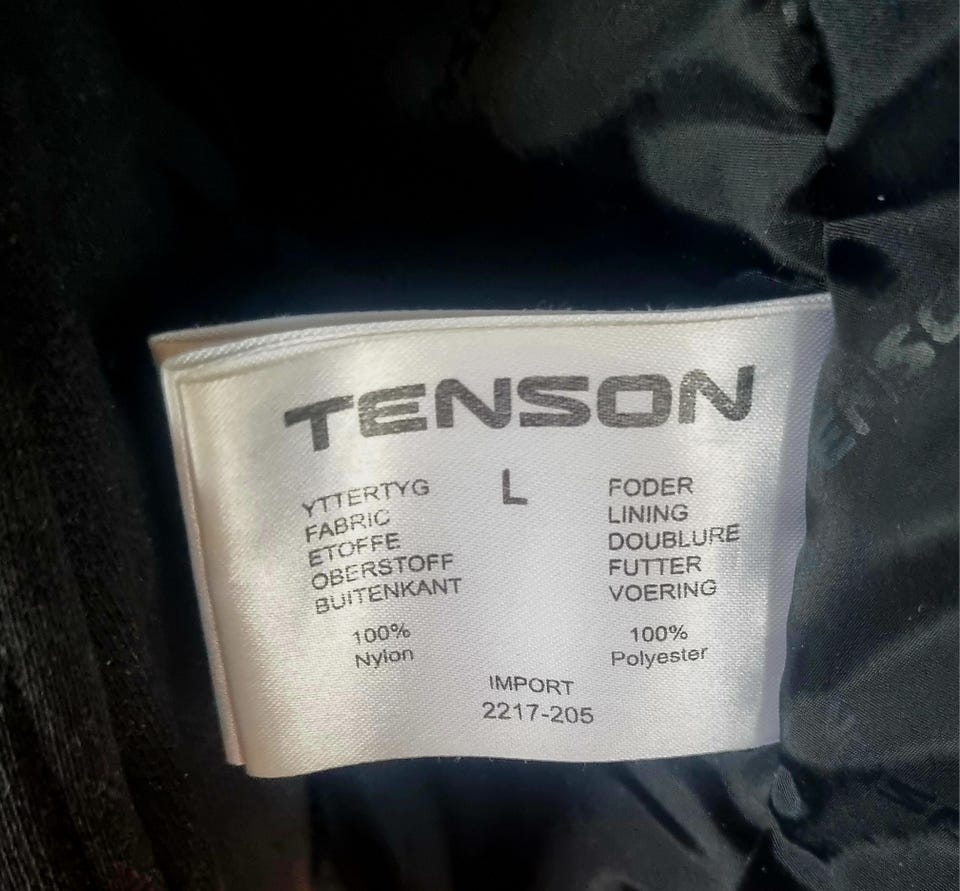 TENSON
L
YTTERTYG
FABRIC
ETOFFE
OBERSTOFF
BUITENKANT
100%
Nylon
FODER
LINING
DOUBLURE
FUTTER
VOERING
100%
Polyester
IMPORT
2217-205